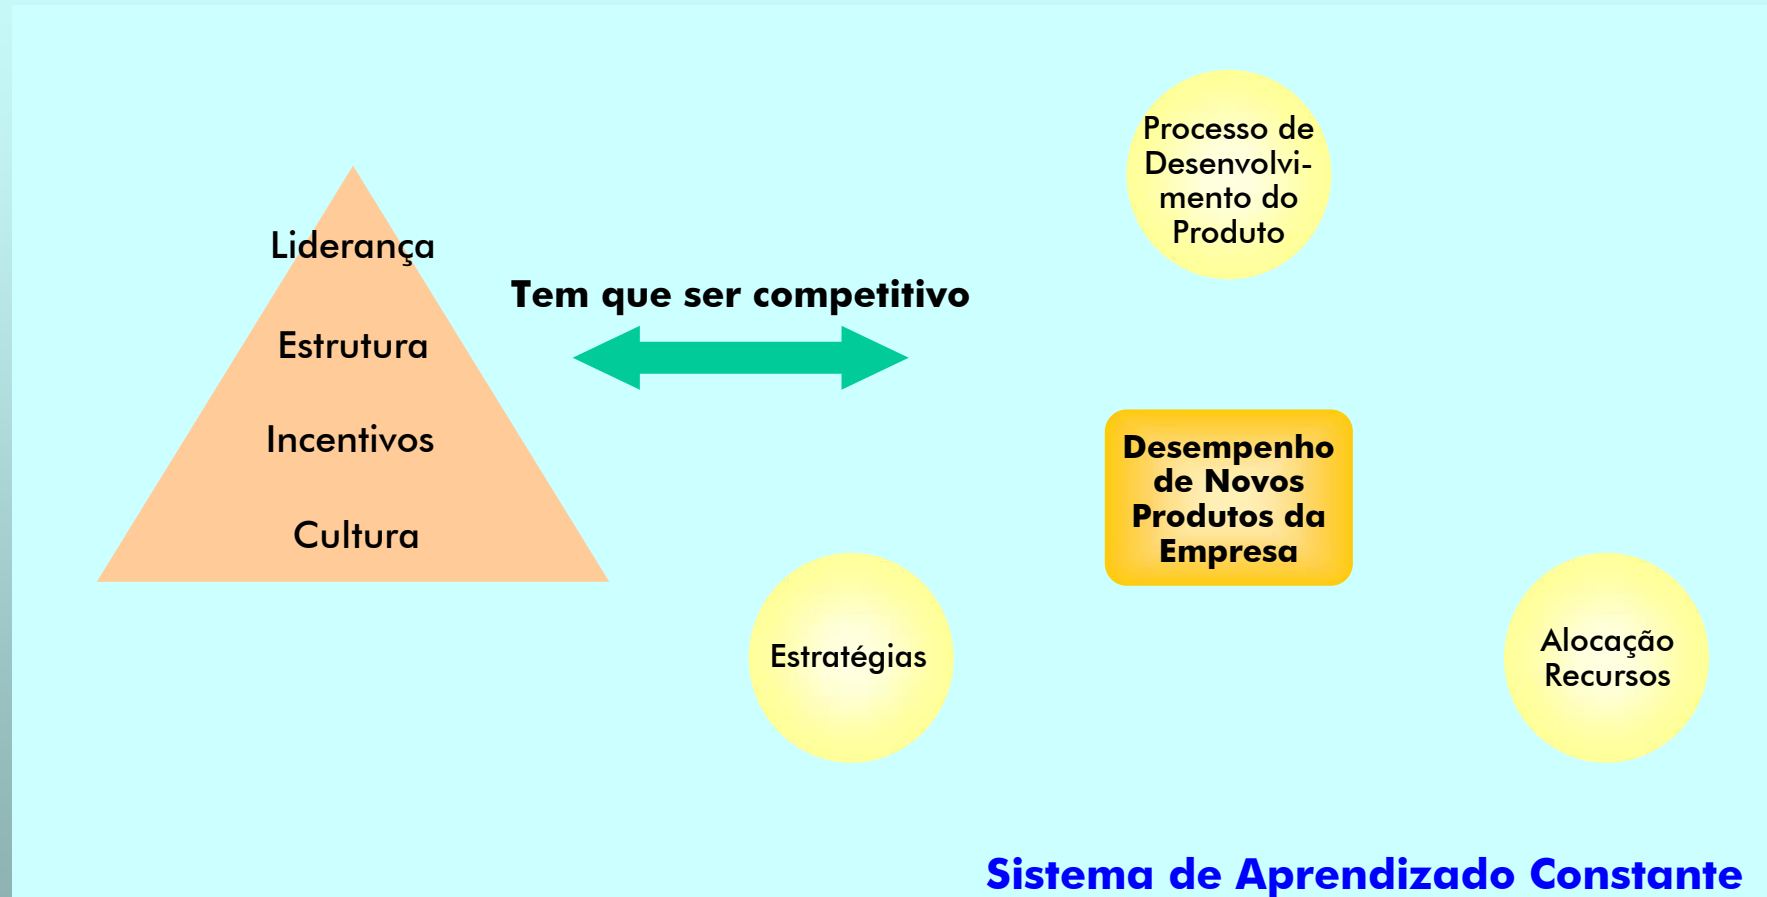 Liderança
Estrutura
Incentivos
Cultura
Tem que ser competitivo
Processo de
Desenvolvi-
mento do
Produto
Desempenho
de Novos
Produtos da
Empresa
Estratégias
Alocação
Recursos
Sistema de Aprendizado Constante